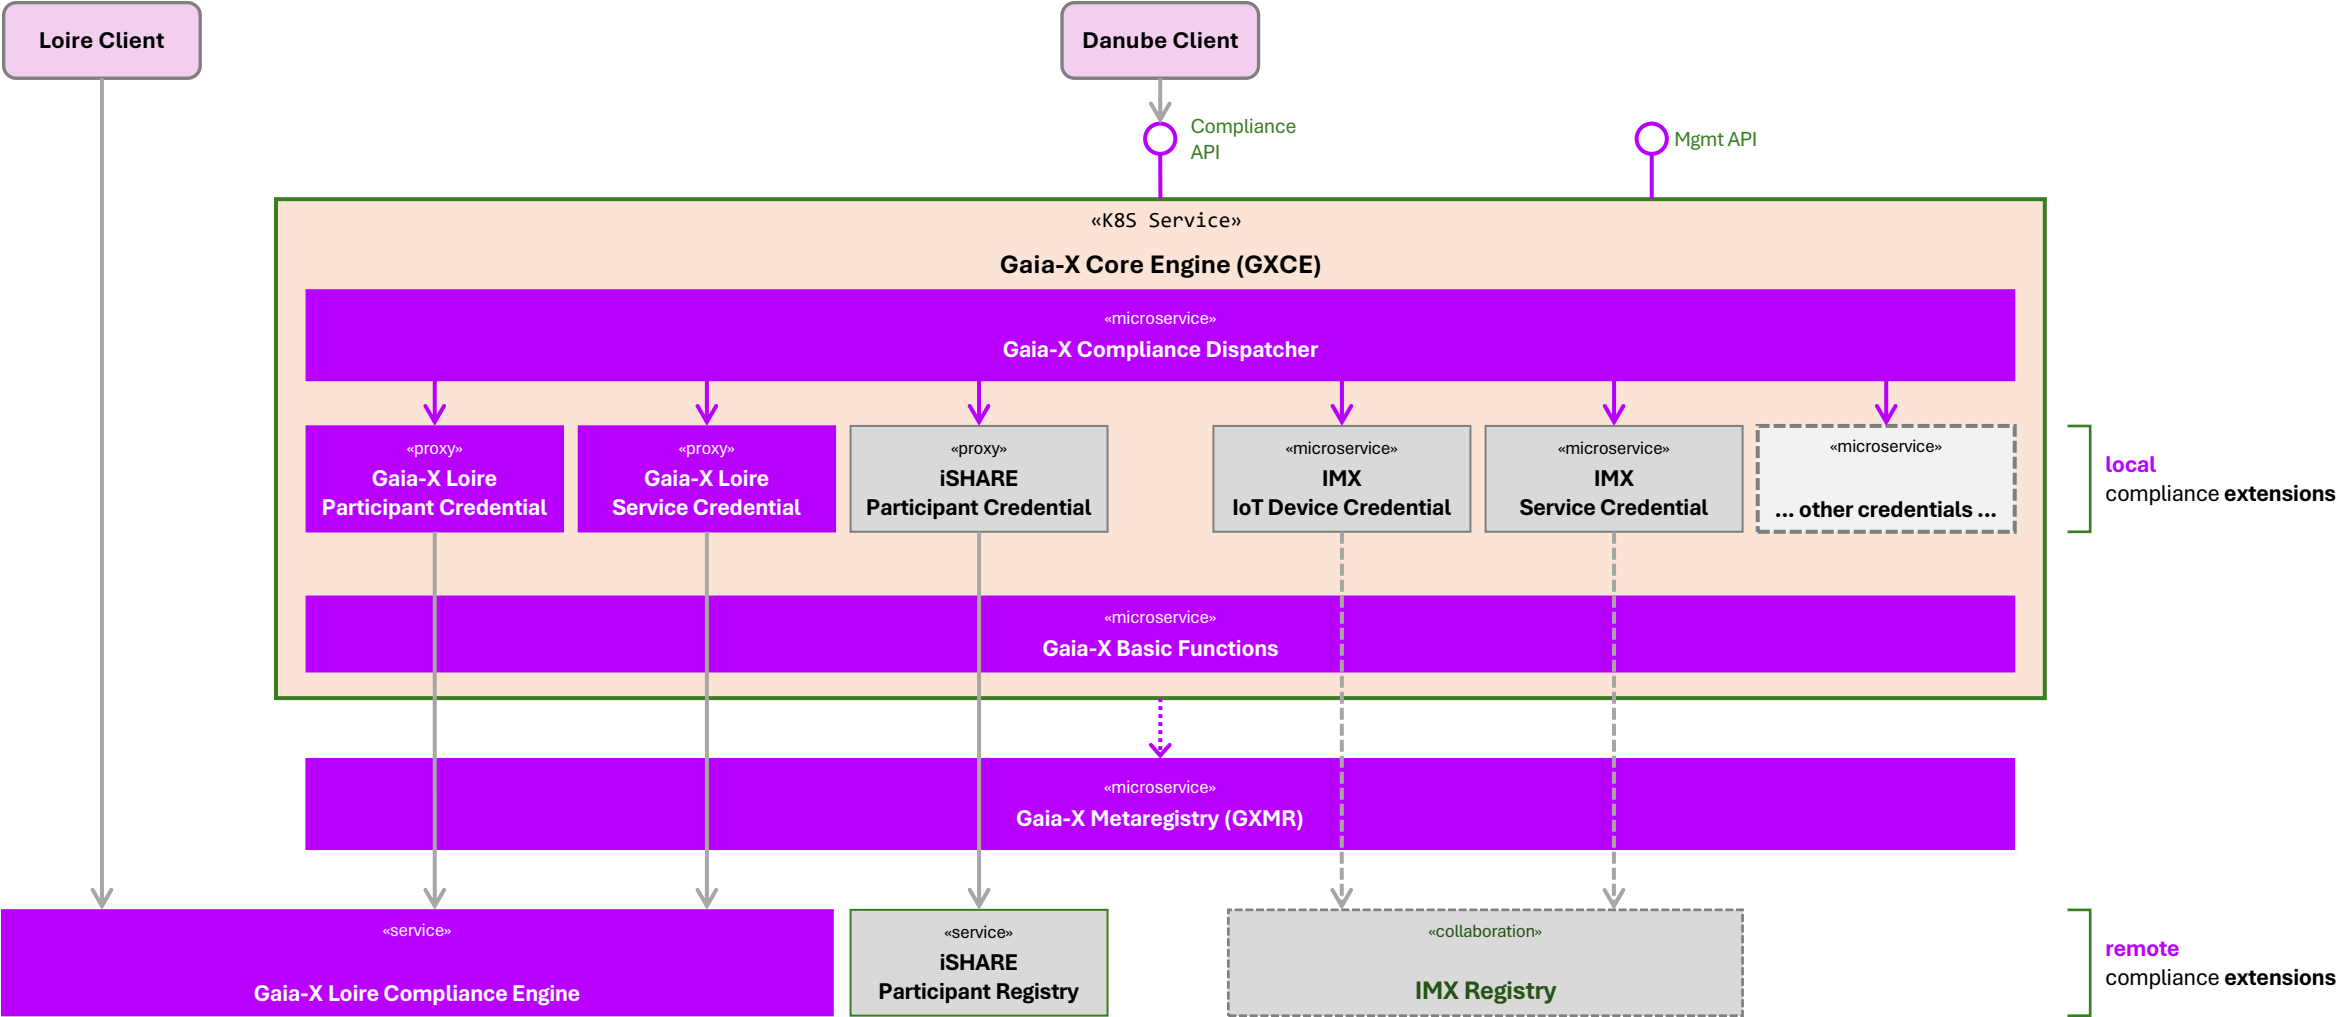 Loire Client
Danube Client
Compliance
API
Mgmt API
«K8S Service»
Gaia-X Core Engine (GXCE)
«microservice»
Gaia-X Compliance Dispatcher
«proxy»
Gaia-X Loire
Participant Credential
«proxy»
Gaia-X Loire
Service Credential
«proxy»
iSHARE
Participant Credential
«microservice»
IMX
IoT Device Credential
«microservice»
IMX
Service Credential
«microservice»
... other credentials ...
local
compliance extensions
«microservice»
Gaia-X Basic Functions
«microservice»
Gaia-X Metaregistry (GXMR)
«service»
Gaia-X Loire Compliance Engine
«service»
iSHARE
Participant Registry
«collaboration»
IMX Registry
remote
compliance extensions